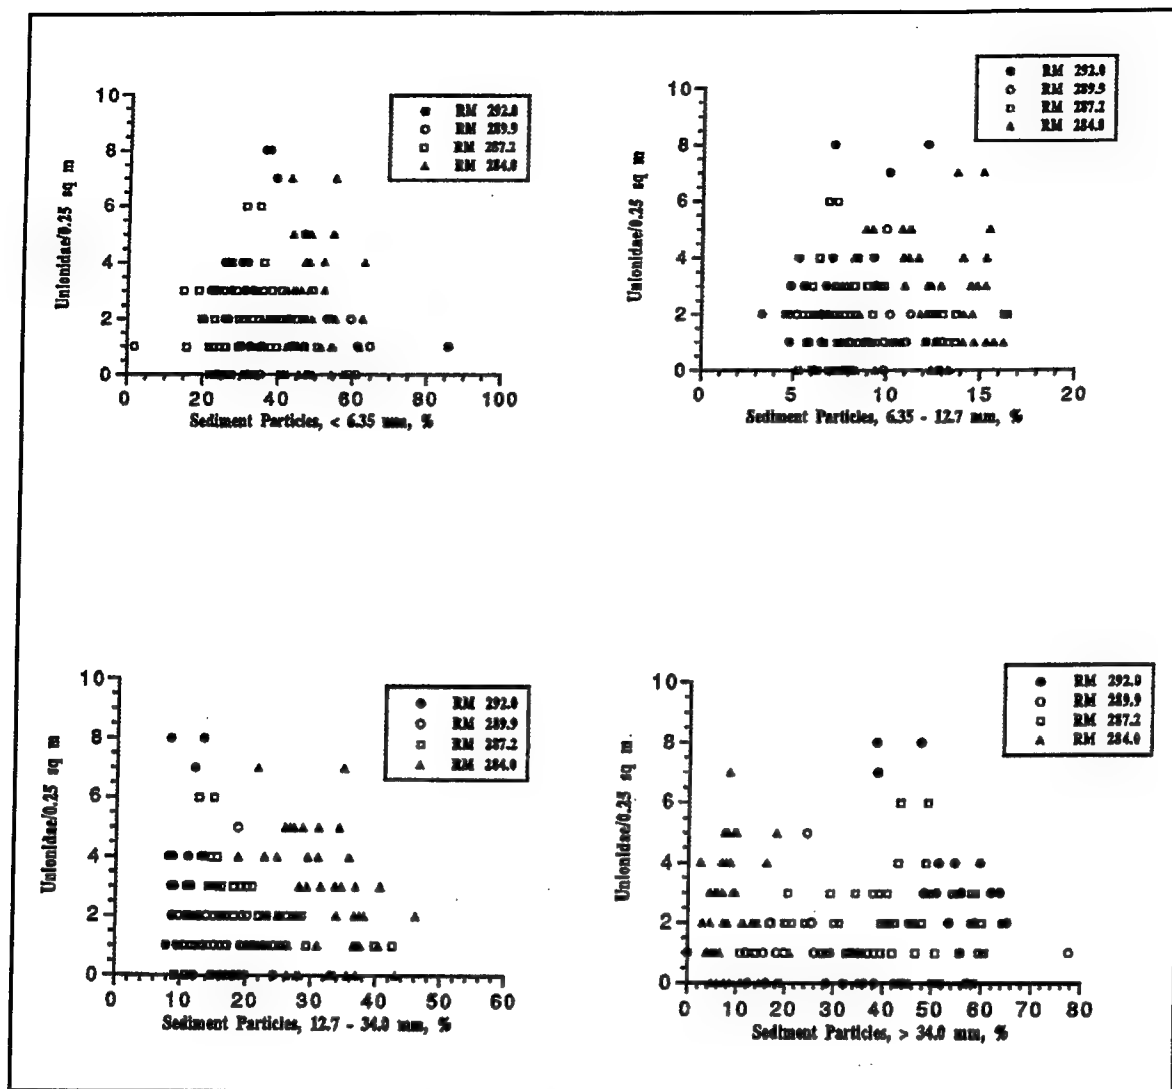 RM 292.0
RM 289.9
RM 287.2
RM 284.0
10
8
6
4
2
0
Unionidae/0.25 sq m
0 20 40 60 80 100
Sediment Particles, < 6.35 mm, %
RM 292.0
RM 289.9
RM 287.2
RM 284.0
10
8
6
4
2
0
Unionidae/0.25 sq m
0 5 10 15 20
Sediment Particles, 6.35 - 12.7 mm, %
RM 292.0
RM 289.9
RM 287.2
RM 284.0
10
8
6
4
2
0
Unionidae/0.25 sq m
0 10 20 30 40 50 60
Sediment Particles, 12.7 - 34.0 mm, %
RM 292.0
RM 289.9
RM 287.2
RM 284.0
10
8
6
4
2
0
Unionidae/0.25 sq m
0 10 20 30 40 50 60 70 80
Sediment Particles, > 34.0 mm, %